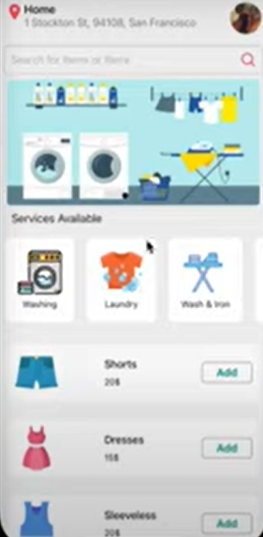 Home
1 Stockton St, 94108, San Francisco
Search for items or items
Services Available
Washing
Laundry
Wash & Iron
Shorts
20$
Add
Dresses
15$
Add
Sleeveless
20$
Add